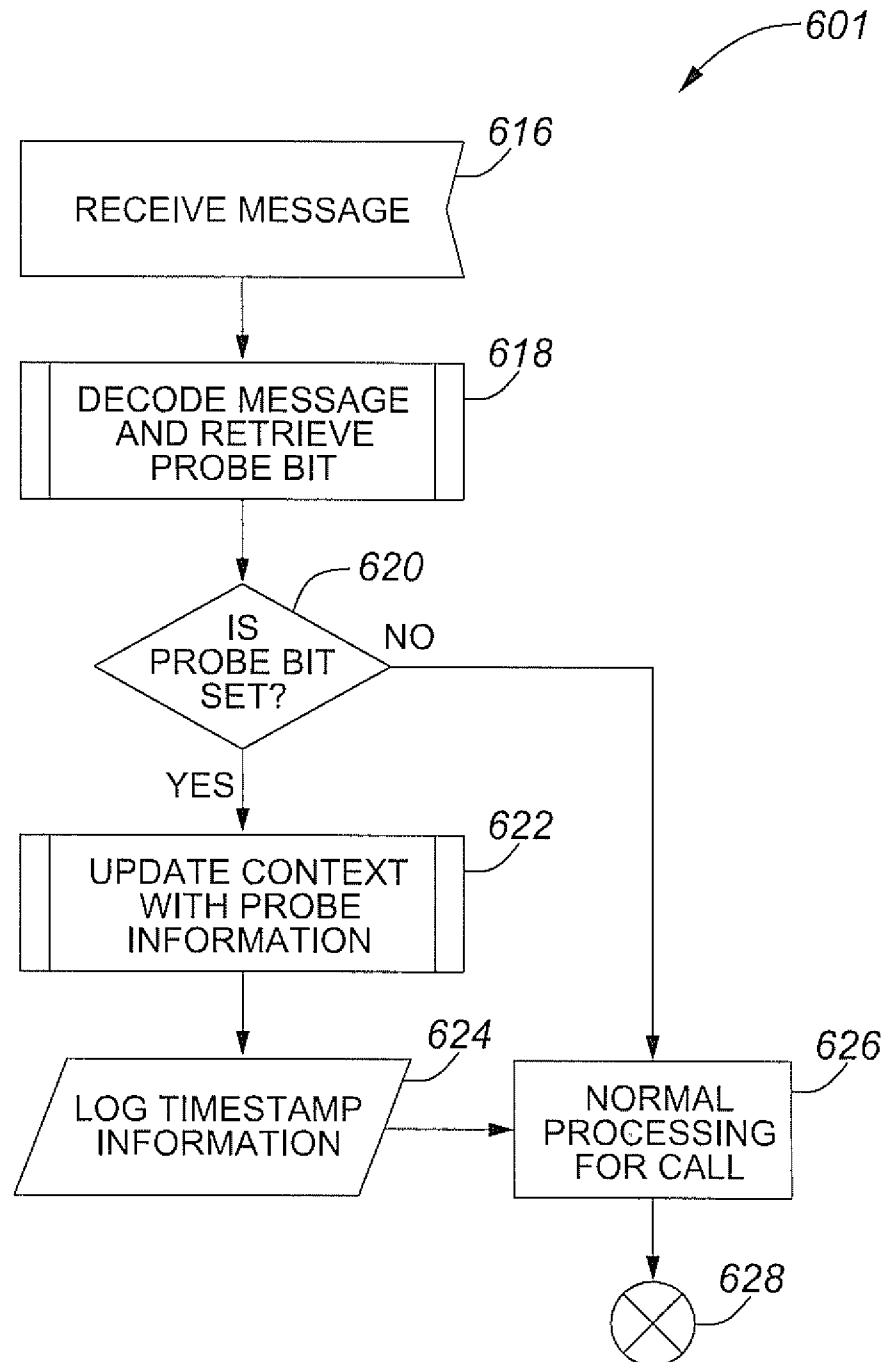 601
616
RECEIVE MESSAGE
618
DECODE MESSAGE
AND RETRIEVE
PROBE BIT
620
IS
PROBE BIT
SET?
NO
YES
622
UPDATE CONTEXT
WITH PROBE
INFORMATION
624
LOG TIMESTAMP
INFORMATION
626
NORMAL
PROCESSING
FOR CALL
628